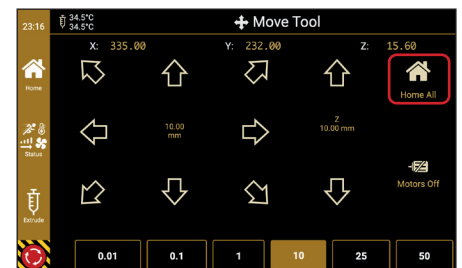 23:16
34.5°C
34.5°C
Move Tool
X: 335.00 Y: 232.00 Z: 15.60
Home
Home All
10.00
mm
Z
10.00 mm
Status
Motors Off
Extrude
0.01 0.1 1 10 25 50